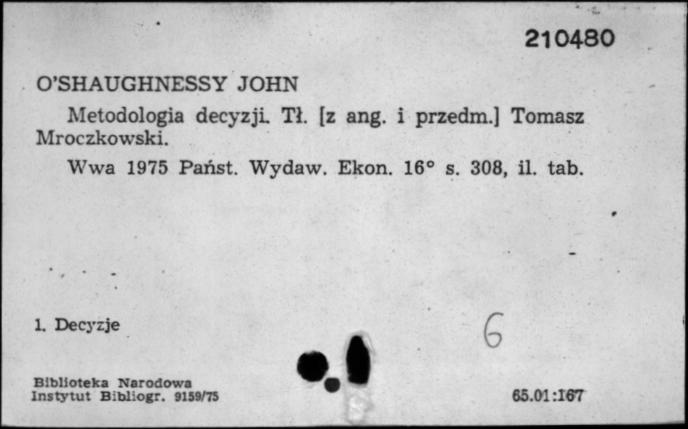 210480
O'SHAUGHNESSY JOHN
Metodologia decyzji. Tł. [z ang. i przedm.] Tomasz
Mroczkowski.
Wwa 1975 Państ. Wydaw. Ekon. 16° s. 308, il. tab.
1. Decyzje
6
Biblioteka Narodowa
Instytut Bibliogr. 9159/75
65.01:167